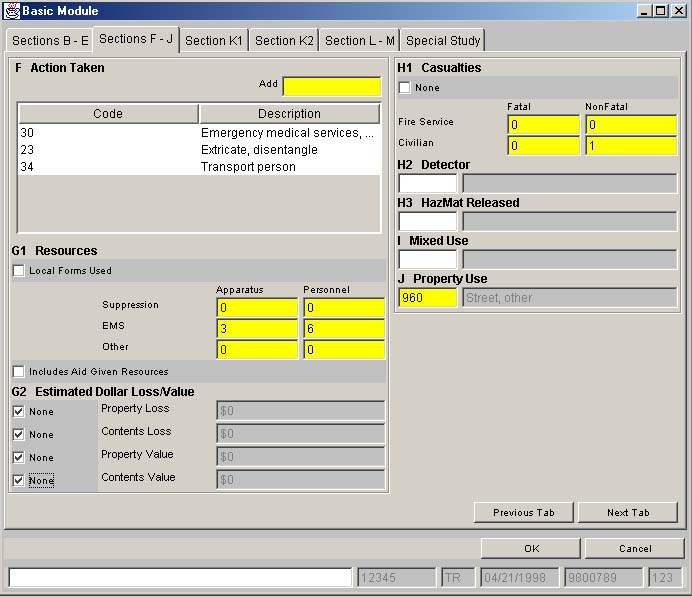 Basic Module
Sections B - E Sections F - J Section K1 Section K2 Section L - M Special Study
F Action Taken
Add
Code Description
30 Emergency medical services, ...
23 Extricate, disentangle
34 Transport person
G1 Resources
Local Forms Used
Apparatus Personnel
Suppression 0 0
EMS 3 6
Other 0 0
Includes Aid Given Resources
G2 Estimated Dollar Loss/Value
None Property Loss $0
None Contents Loss $0
None Property Value $0
None Contents Value $0
H1 Casualties
None
Fatal NonFatal
Fire Service 0 0
Civilian 0 1
H2 Detector
H3 HazMat Released
I Mixed Use
J Property Use
960 Street, other
Previous Tab Next Tab
OK Cancel
12345 TR 04/21/1998 9800789 123